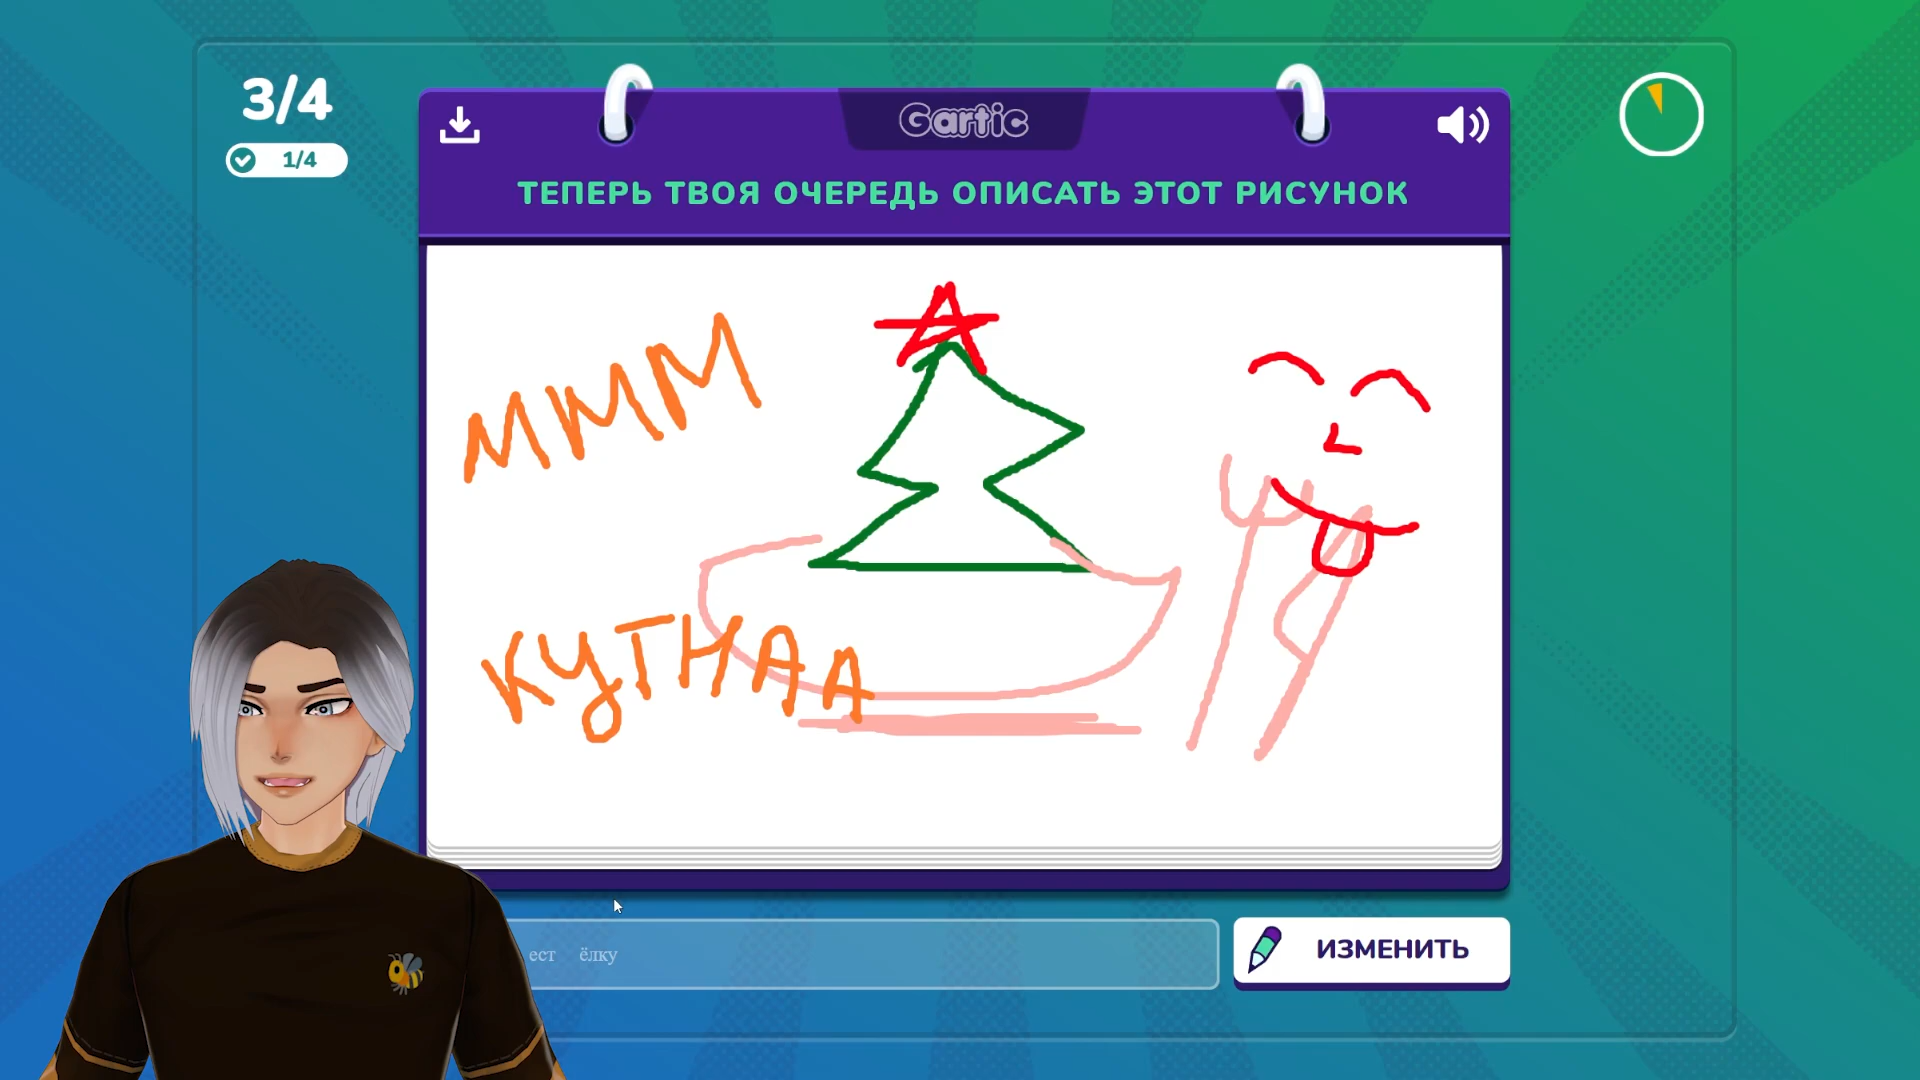 3/4
1/4
Gartic
ТЕПЕРЬ ТВОЯ ОЧЕРЕДЬ ОПИСАТЬ ЭТОТ РИСУНОК
МММ
КУТНАА
ест ёлку
ИЗМЕНИТЬ